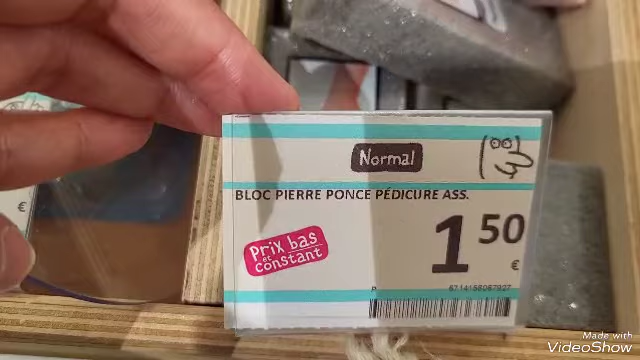 Normal
BLOC PIERRE PONCE PÉDICURE ASS.
Prix bas
et
constant
1 50
€
€
Made with
VideoShow